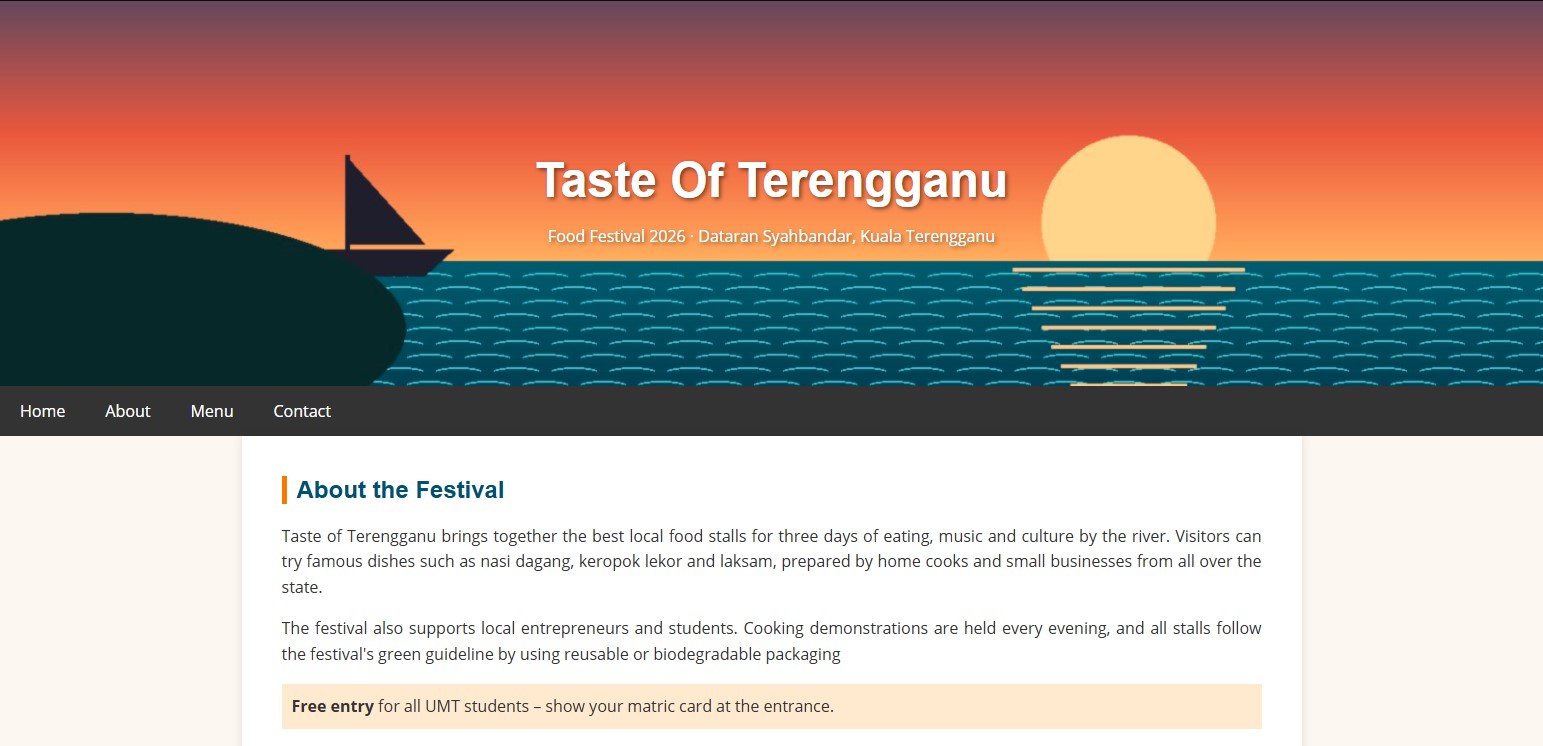 Taste Of Terengganu
Food Festival 2026 · Dataran Syahbandar, Kuala Terengganu
Home About Menu Contact
About the Festival
Taste of Terengganu brings together the best local food stalls for three days of eating, music and culture by the river. Visitors can
try famous dishes such as nasi dagang, keropok lekor and laksam, prepared by home cooks and small businesses from all over the
state.
The festival also supports local entrepreneurs and students. Cooking demonstrations are held every evening, and all stalls follow
the festival's green guideline by using reusable or biodegradable packaging
Free entry for all UMT students – show your matric card at the entrance.